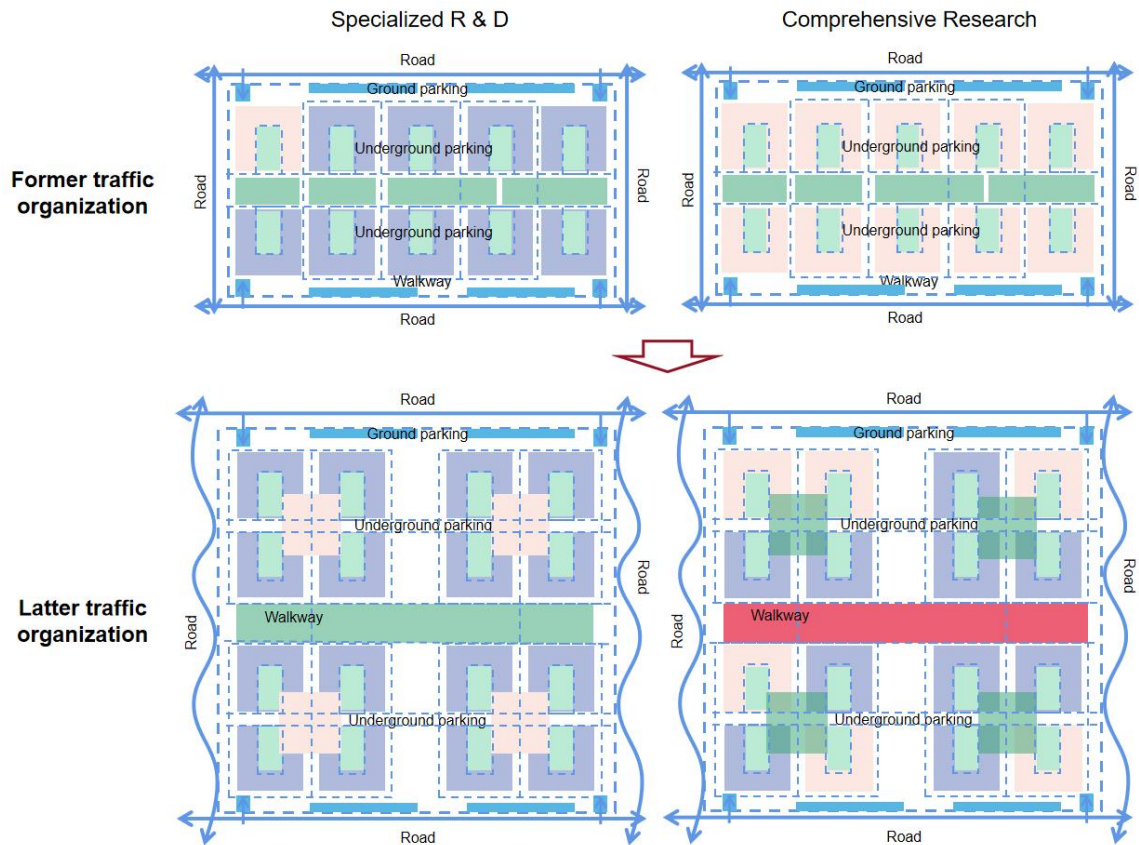 Specialized R & D
Comprehensive Research
Road
Road
Ground parking
Ground parking
Underground parking
Underground parking
Former traffic
organization
Road
Road
Road
Road
Underground parking
Underground parking
Walkway
Walkway
Road
Road
Road
Road
Ground parking
Ground parking
Underground parking
Underground parking
Road
Road
Latter traffic
organization
Walkway
Walkway
Road
Road
Underground parking
Underground parking
Road
Road